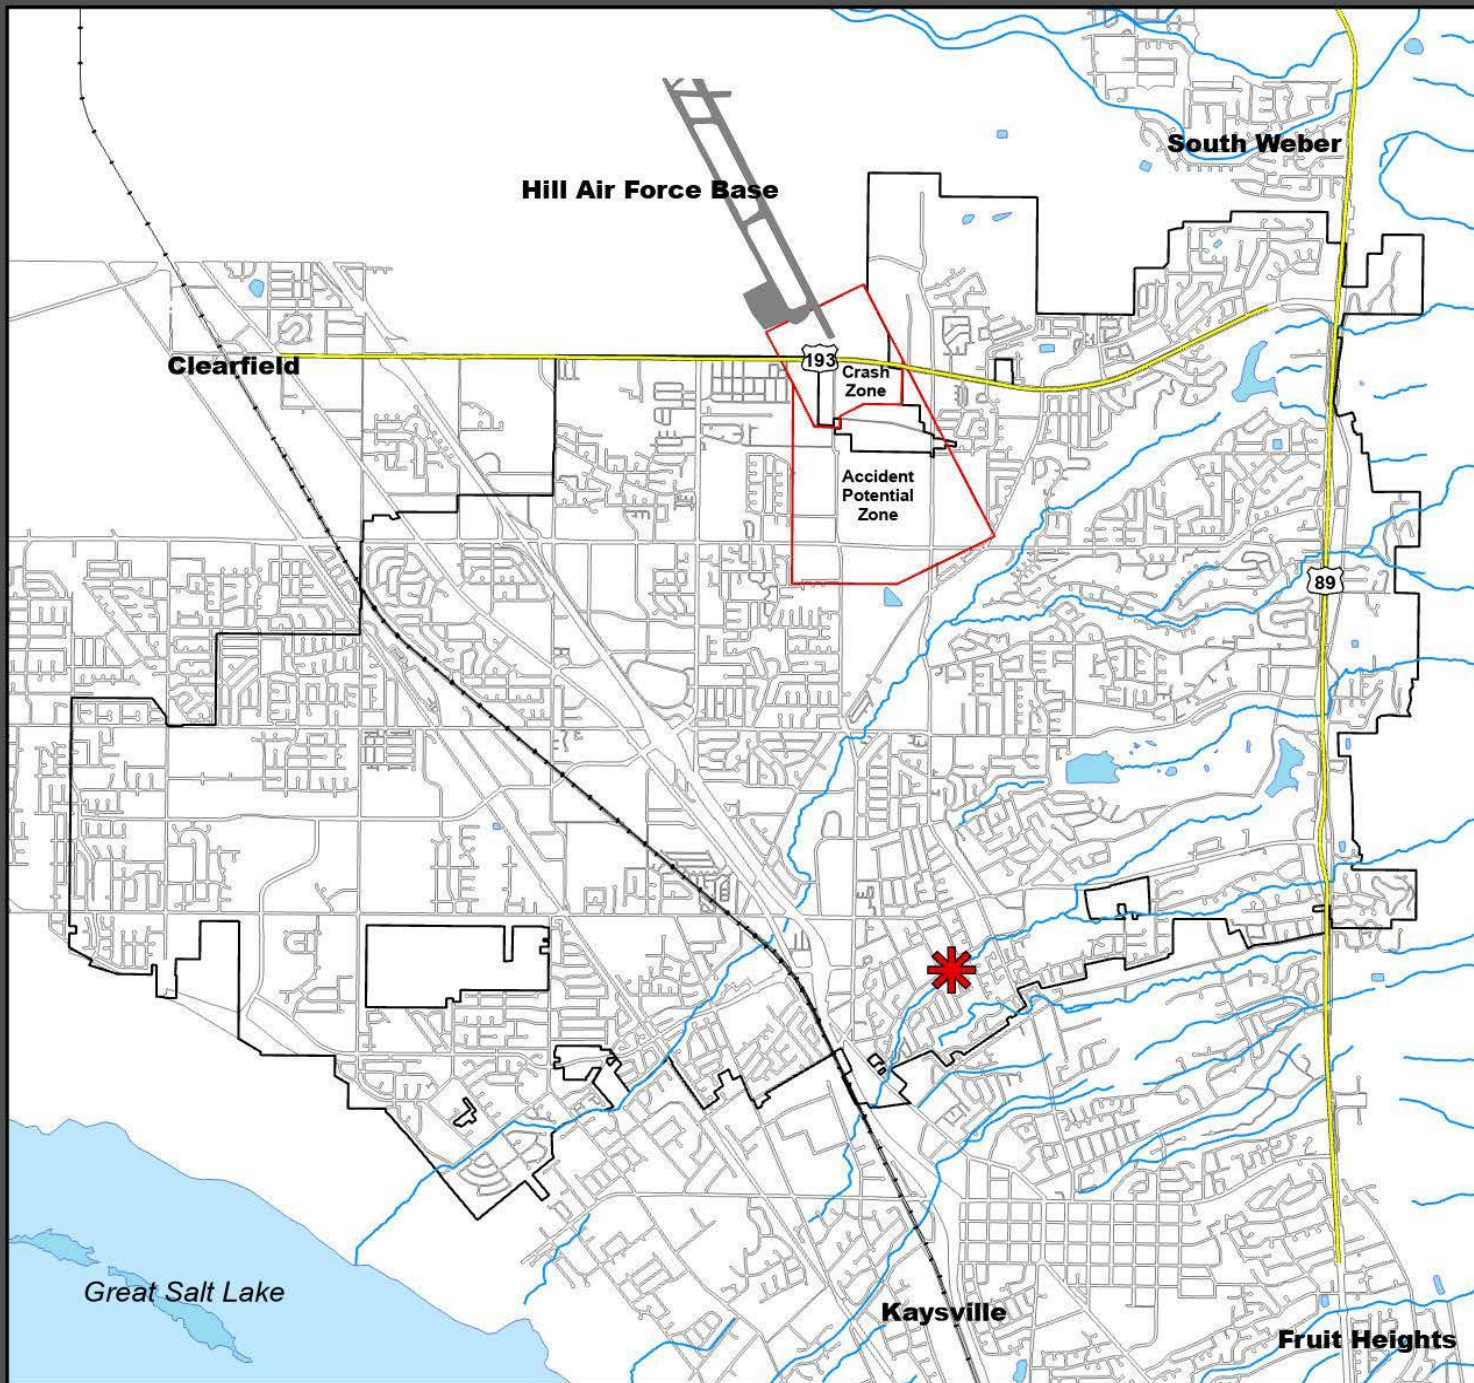 South Weber
Hill Air Force Base
Clearfield
193
Crash
Zone
Accident
Potential
Zone
89
Great Salt Lake
Kaysville
Fruit Heights